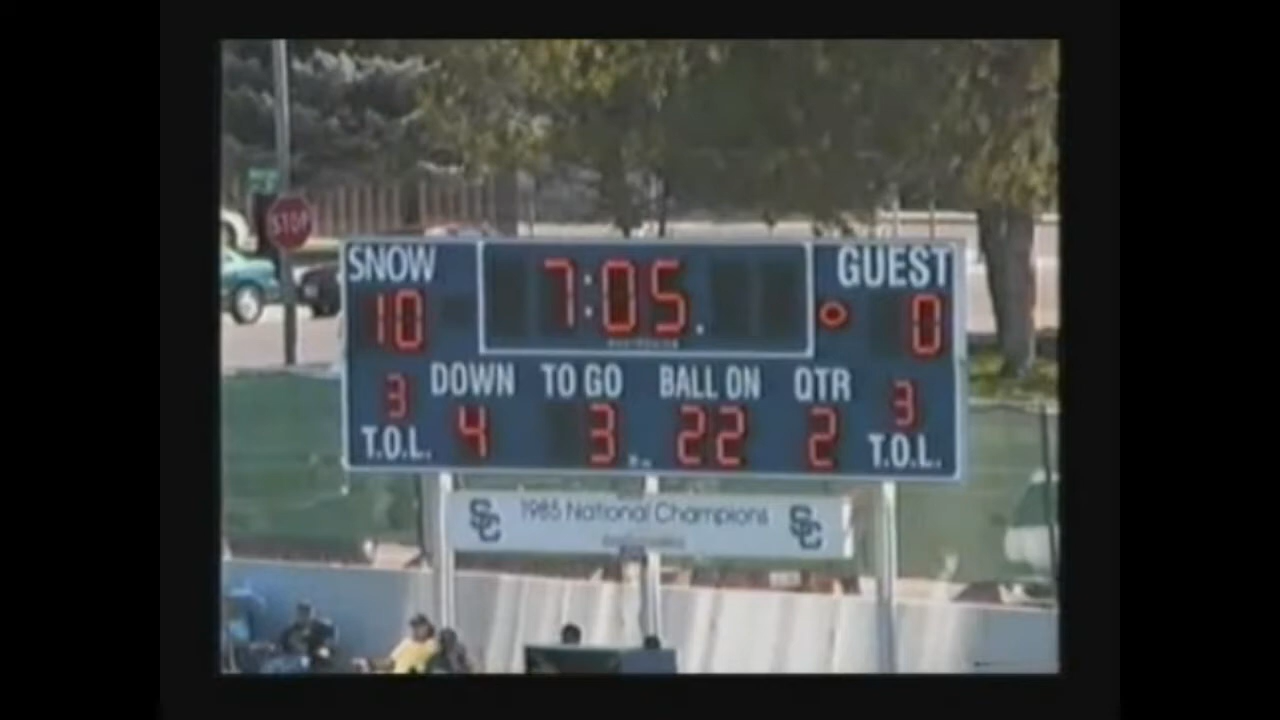 STOP
SNOW 7:05 GUEST
10 0
DOWN TO GO BALL ON QTR
3 4 3 22 2 3
T.O.L. T.O.L.
SC 1985 National Champions SC